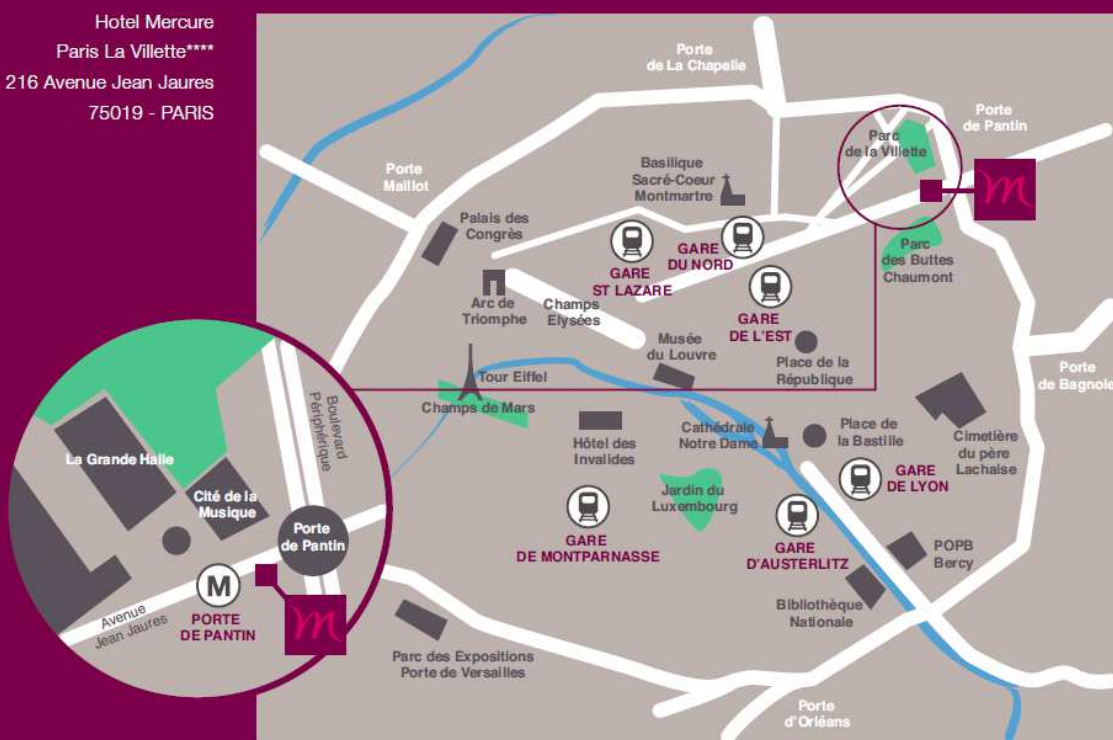 Hotel Mercure
Paris La Villette****
216 Avenue Jean Jaures
75019 - PARIS
Porte
de La Chapelle
Porte
de Pantin
Parc
de la Villette
Porte
Maillot
Basilique
Sacré-Coeur
Montmartre
m
Palais des
Congrès
GARE
ST LAZARE
GARE
DU NORD
Parc
des Buttes
Chaumont
Arc de
Triomphe
Champs
Elysées
GARE
DE L'EST
Musée
du Louvre
Place de la
République
Porte
de Bagnole
Tour Eiffel
Champs de Mars
Hôtel des
Invalides
Cathédrale
Notre Dame
Place de
la Bastille
Cimetière
du père
Lachaise
GARE
DE LYON
Jardin du
Luxembourg
GARE
DE MONTPARNASSE
GARE
D'AUSTERLITZ
POPB
Bercy
Bibliothèque
Nationale
Parc des Expositions
Porte de Versailles
Porte
d'Orléans
Boulevard
Périphérique
La Grande Halle
Cité de la
Musique
Porte
de Pantin
M
PORTE
DE PANTIN
Avenue
Jean Jaures
m